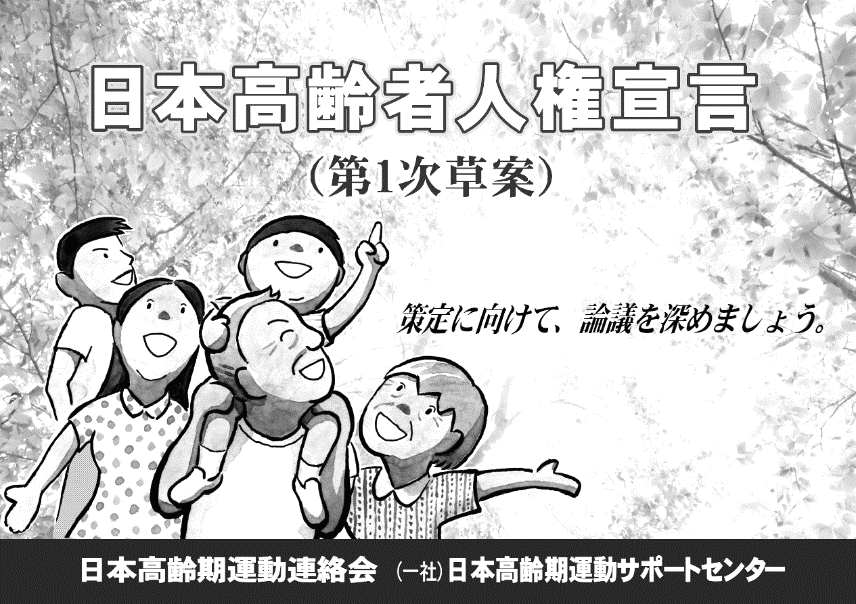 日本高齢者人権宣言
（第1次草案）
策定に向けて、論議を深めましょう。
日本高齢期運動連絡会 （一社）日本高齢期運動サポートセンター